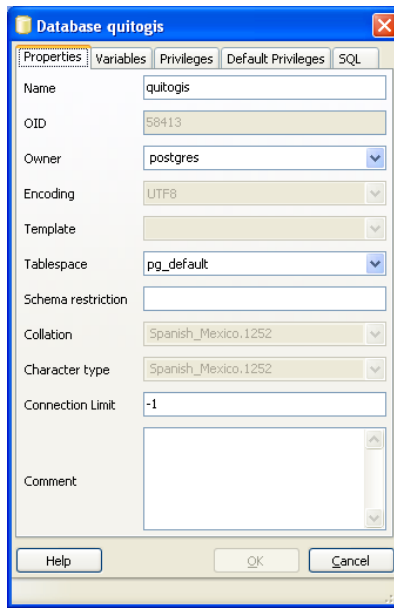 Database quitogis
Properties Variables Privileges Default Privileges SQL
Name quitogis
OID 58413
Owner postgres
Encoding UTF8
Template
Tablespace pg_default
Schema restriction
Collation Spanish_Mexico.1252
Character type Spanish_Mexico.1252
Connection Limit -1
Comment
Help OK Cancel